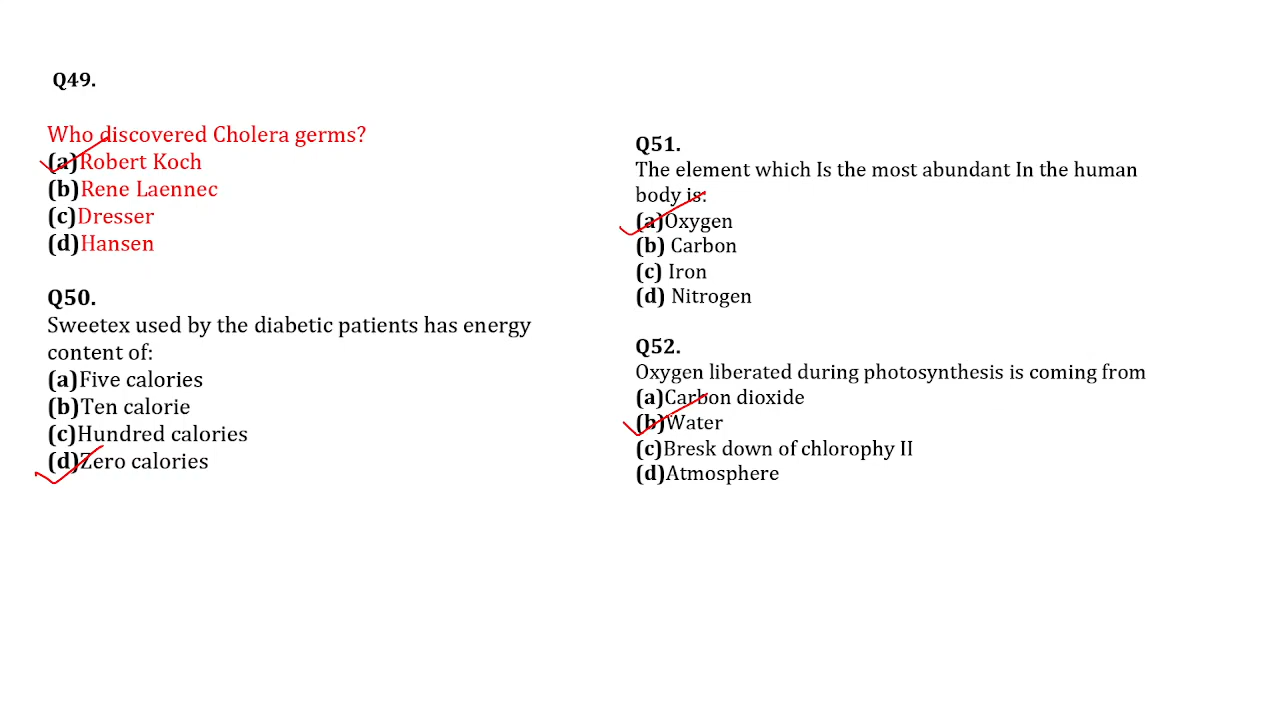 Q49.
Who discovered Cholera germs?
(a)Robert Koch
(b)Rene Laennec
(c)Dresser
(d)Hansen
Q50.
Sweetex used by the diabetic patients has energy
content of:
(a)Five calories
(b)Ten calorie
(c)Hundred calories
(d)Zero calories
Q51.
The element which Is the most abundant In the human
body is:
(a)Oxygen
(b) Carbon
(c) Iron
(d) Nitrogen
Q52.
Oxygen liberated during photosynthesis is coming from
(a)Carbon dioxide
(b)Water
(c)Bresk down of chlorophy II
(d)Atmosphere